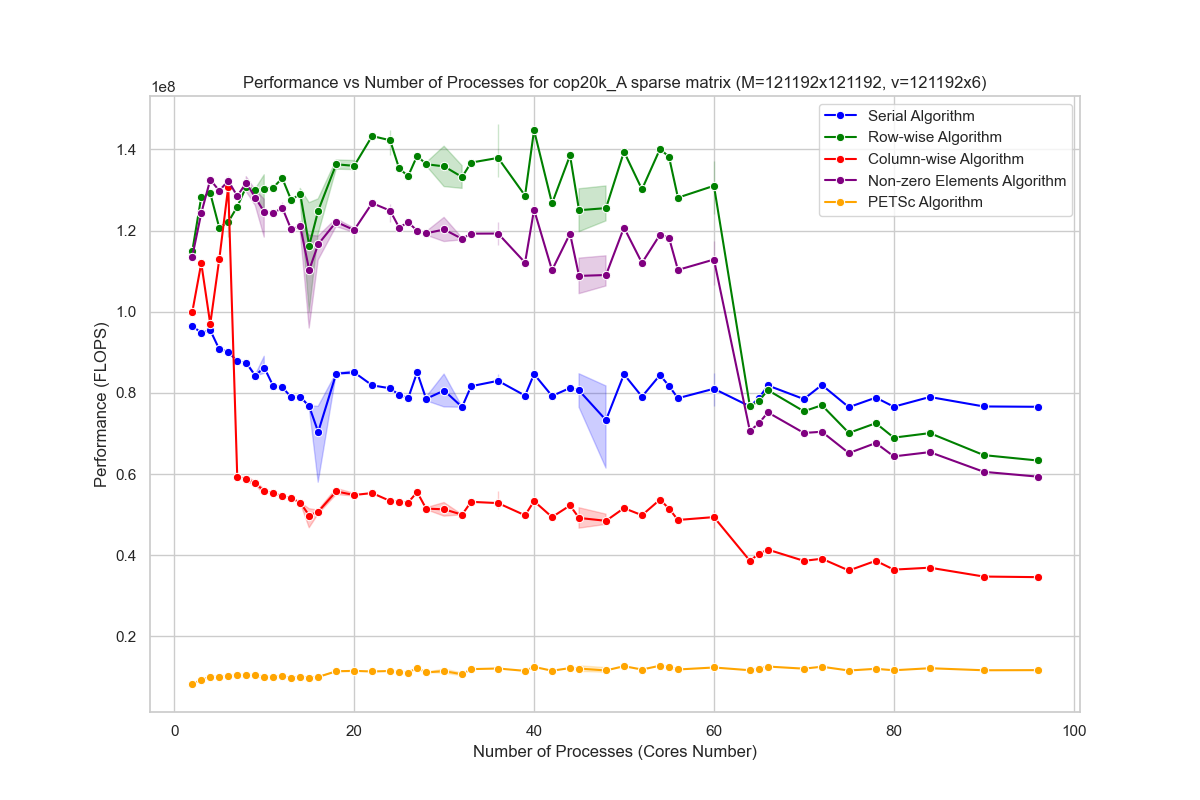 Performance vs Number of Processes for cop20k_A sparse matrix (M=121192x121192, v=121192x6)
1e8
Serial Algorithm
Row-wise Algorithm
Column-wise Algorithm
Non-zero Elements Algorithm
PETSc Algorithm
1.4
1.2
1.0
0.8
0.6
0.4
0.2
Performance (FLOPS)
0 20 40 60 80 100
Number of Processes (Cores Number)